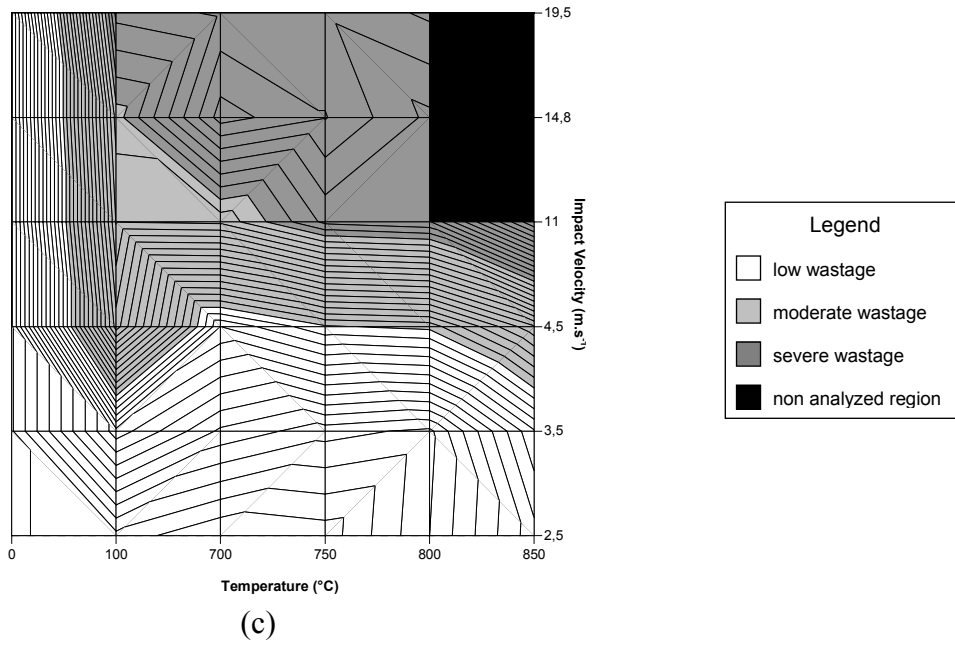 19,5
14,8
11
4,5
3,5
2,5
Impact Velocity (m.s⁻¹)
0 100 700 750 800 850
Temperature (°C)
(c)
Legend
low wastage
moderate wastage
severe wastage
non analyzed region